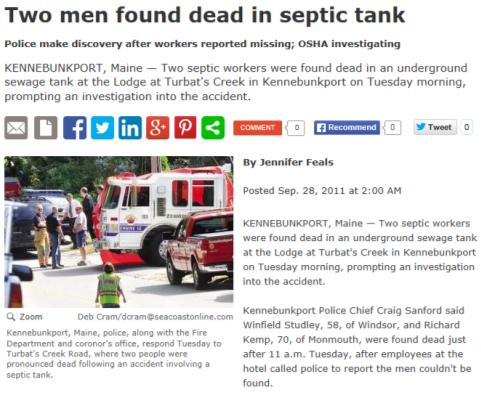 Two men found dead in septic tank
Police make discovery after workers reported missing; OSHA investigating
KENNEBUNKPORT, Maine — Two septic workers were found dead in an underground
sewage tank at the Lodge at Turbat's Creek in Kennebunkport on Tuesday morning,
prompting an investigation into the accident.
COMMENT 0 Recommend 0 Tweet 0
By Jennifer Feals
Posted Sep. 28, 2011 at 2:00 AM
KENNEBUNKPORT, Maine — Two septic workers
were found dead in an underground sewage tank
at the Lodge at Turbat's Creek in Kennebunkport
on Tuesday morning, prompting an investigation
into the accident.
Kennebunkport Police Chief Craig Sanford said
Winfield Studley, 58, of Windsor, and Richard
Kemp, 70, of Monmouth, were found dead just
after 11 a.m. Tuesday, after employees at the
hotel called police to report the men couldn't be
found.
Zoom Deb Cram/dcram@seacoastonline.com
Kennebunkport, Maine, police, along with the Fire
Department and coronor's office, respond Tuesday to
Turbat's Creek Road, where two people were
pronounced dead following an accident involving a
septic tank.